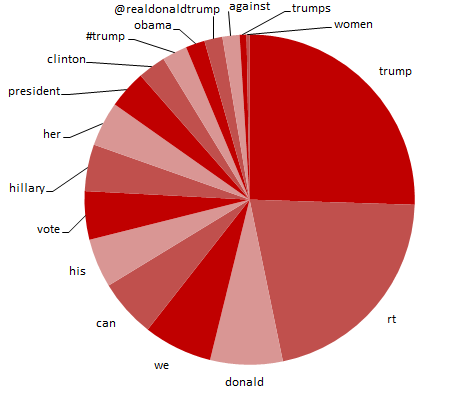 @realdonaldtrump
against
trumps
obama
women
#trump
clinton
trump
president
her
hillary
vote
his
rt
can
we
donald